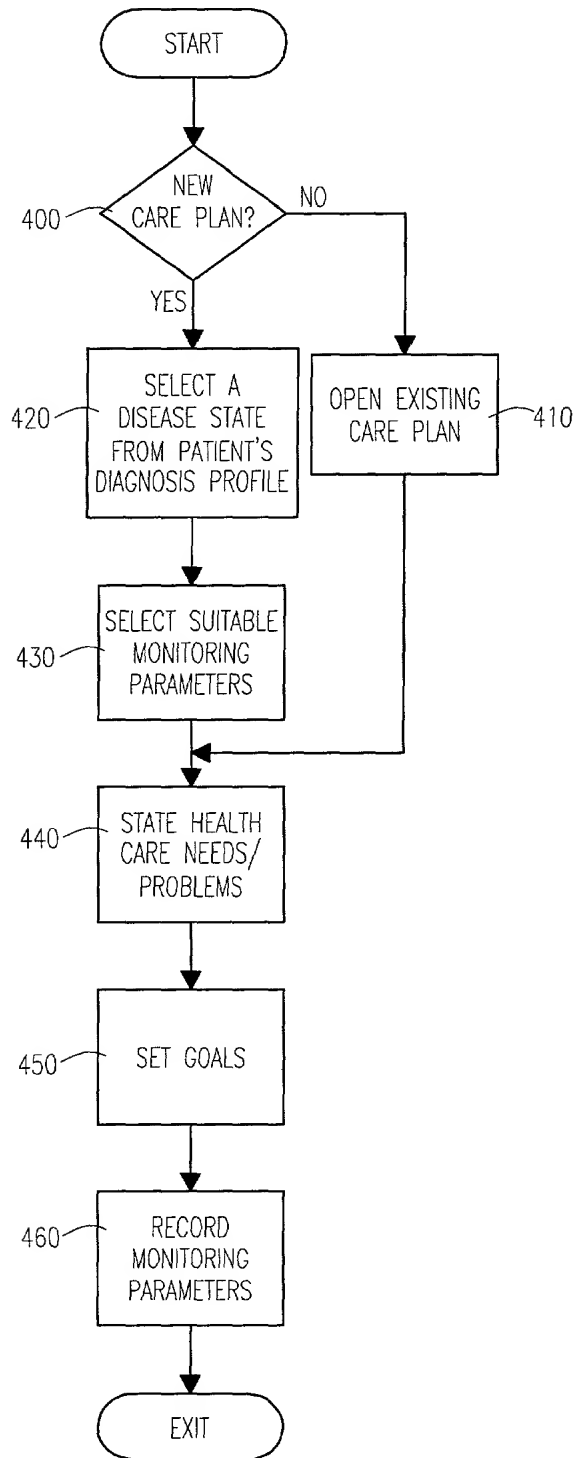 START
NEW
CARE PLAN?
400
NO
YES
SELECT A
DISEASE STATE
FROM PATIENT'S
DIAGNOSIS PROFILE
420
OPEN EXISTING
CARE PLAN
410
SELECT SUITABLE
MONITORING
PARAMETERS
430
STATE HEALTH
CARE NEEDS/
PROBLEMS
440
SET GOALS
450
RECORD
MONITORING
PARAMETERS
460
EXIT